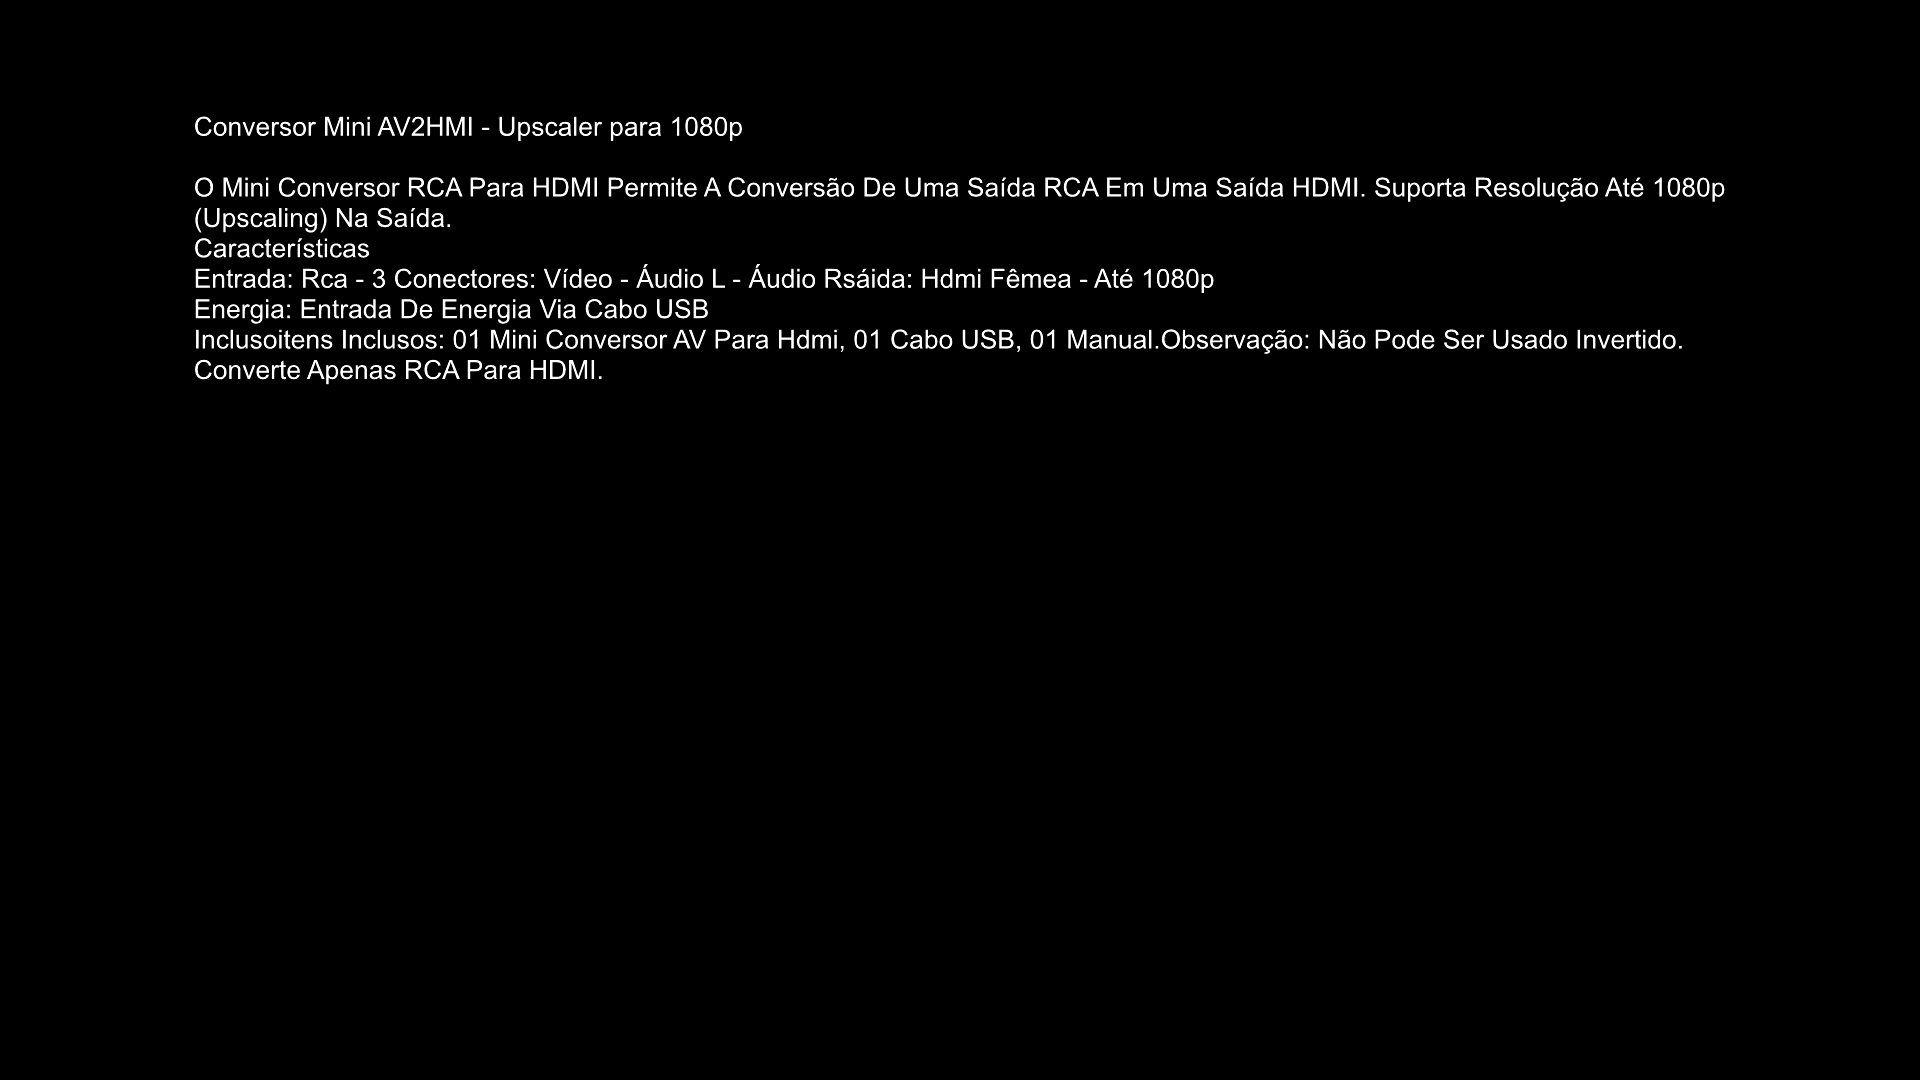 Conversor Mini AV2HMI - Upscaler para 1080p
O Mini Conversor RCA Para HDMI Permite A Conversão De Uma Saída RCA Em Uma Saída HDMI. Suporta Resolução Até 1080p
(Upscaling) Na Saída.
Características
Entrada: Rca - 3 Conectores: Vídeo - Áudio L - Áudio Rsáida: Hdmi Fêmea - Até 1080p
Energia: Entrada De Energia Via Cabo USB
Inclusoitens Inclusos: 01 Mini Conversor AV Para Hdmi, 01 Cabo USB, 01 Manual.Observação: Não Pode Ser Usado Invertido.
Converte Apenas RCA Para HDMI.